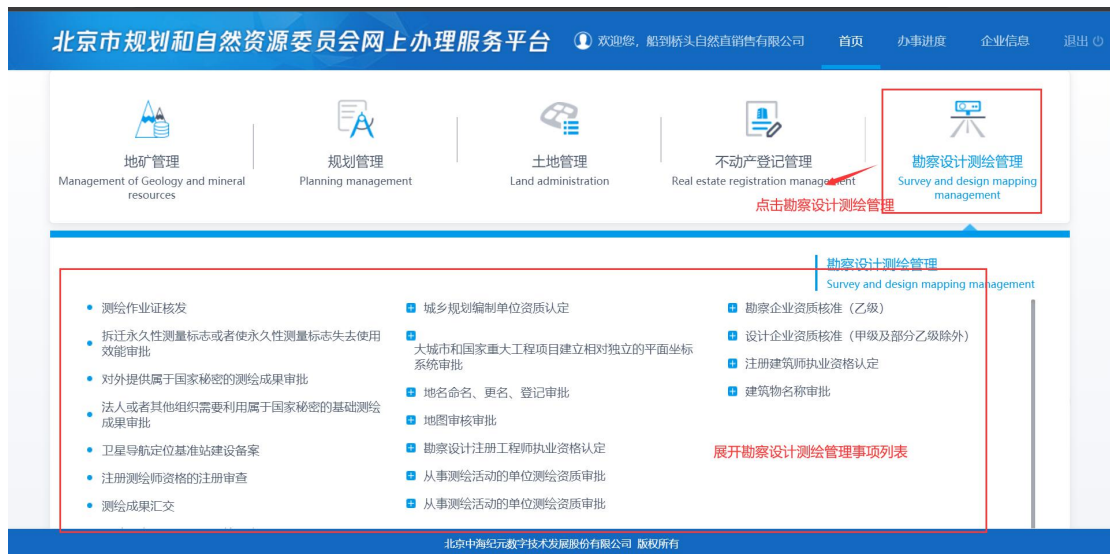 北京市规划和自然资源委员会网上办理服务平台
欢迎您，船到桥头自然直销售有限公司
首页
办事进度
企业信息
退出
地矿管理
Management of Geology and mineral
resources
规划管理
Planning management
土地管理
Land administration
不动产登记管理
Real estate registration management
勘察设计测绘管理
Survey and design mapping
management
点击勘察设计测绘管理
勘察设计测绘管理
Survey and design mapping management
测绘作业证核发
拆迁永久性测量标志或者使永久性测量标志失去使用
效能审批
对外提供属于国家秘密的测绘成果审批
法人或者其他组织需要利用属于国家秘密的基础测绘
成果审批
卫星导航定位基准站建设备案
注册测绘师资格的注册审查
测绘成果汇交
城乡规划编制单位资质认定
大城市和国家重大工程项目建立相对独立的平面坐标
系统审批
地名命名、更名、登记审批
地图审核审批
勘察设计注册工程师执业资格认定
从事测绘活动的单位测绘资质审批
从事测绘活动的单位测绘资质审批
勘察企业资质核准（乙级）
设计企业资质核准（甲级及部分乙级除外）
注册建筑师执业资格认定
建筑物名称审批
展开勘察设计测绘管理事项列表
北京中海纪元数字技术发展股份有限公司 版权所有